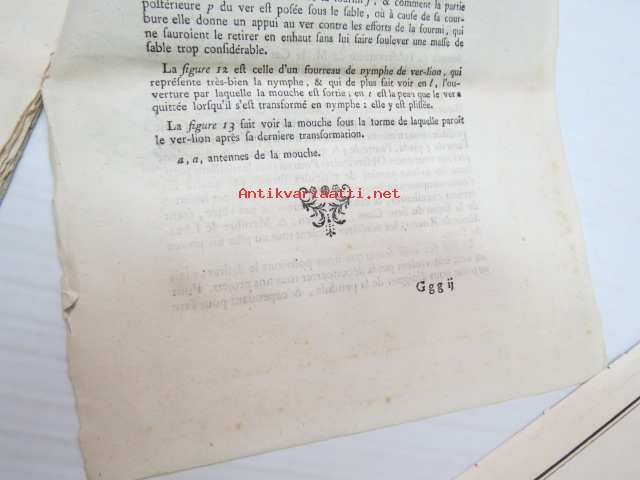 & comment la partie
postérieure p du ver est posée sous le sable, où à cause de sa cour-
bure elle donne un appui au ver contre les efforts de la fourmi, qui
ne sauroient le retirer en enhaut sans lui faire soulever une masse de
sable trop considérable.
La figure 12 est celle d'un fourreau de nymphe de ver-lion, qui
représente très-bien la nymphe, & qui de plus fait voir en l, l'ou-
verture par laquelle la mouche est sortie; en t est la peau que le ver a
quittée lorsqu'il s'est transformé en nymphe: elle y est plissée.
La figure 13 fait voir la mouche sous la forme de laquelle paroît
le ver-lion après sa derniere transformation.
a, a, antennes de la mouche.
Antikvariaatti.net
Ggg ij